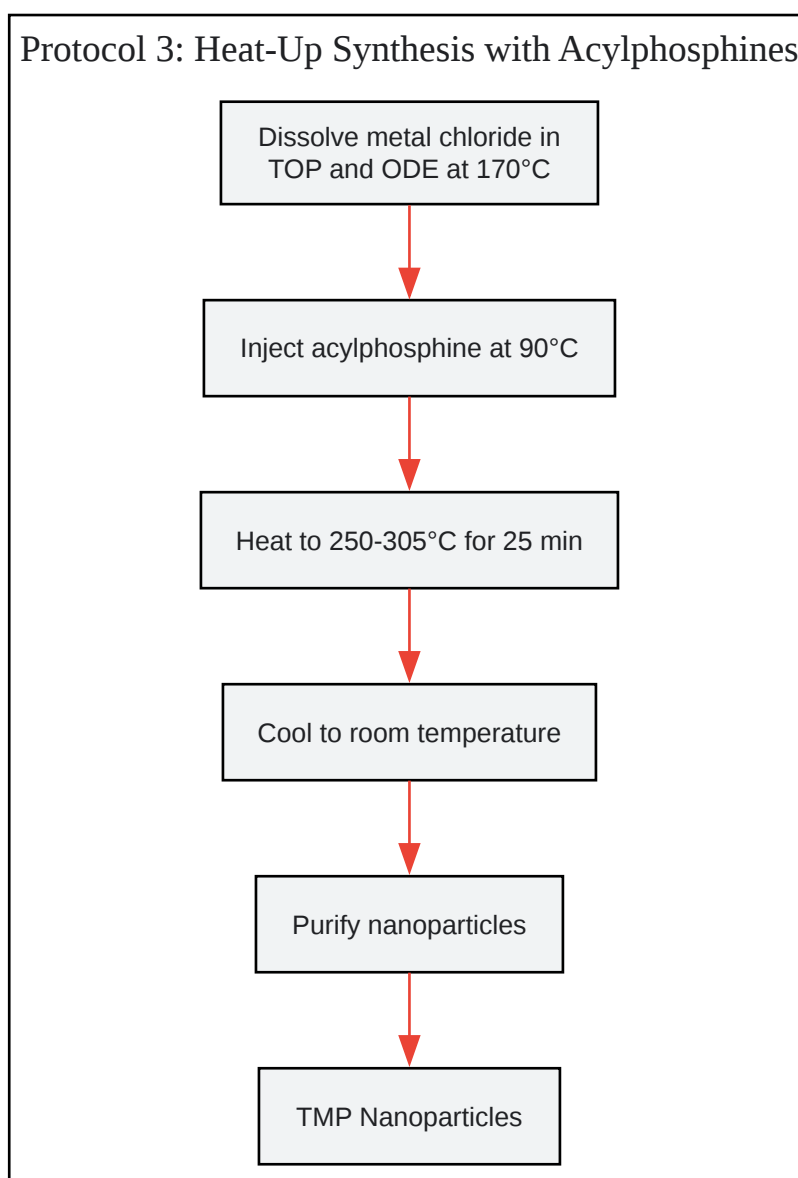 Protocol 3: Heat-Up Synthesis with Acylphosphines
Dissolve metal chloride in
TOP and ODE at 170°C
Inject acylphosphine at 90°C
Heat to 250-305°C for 25 min
Cool to room temperature
Purify nanoparticles
TMP Nanoparticles